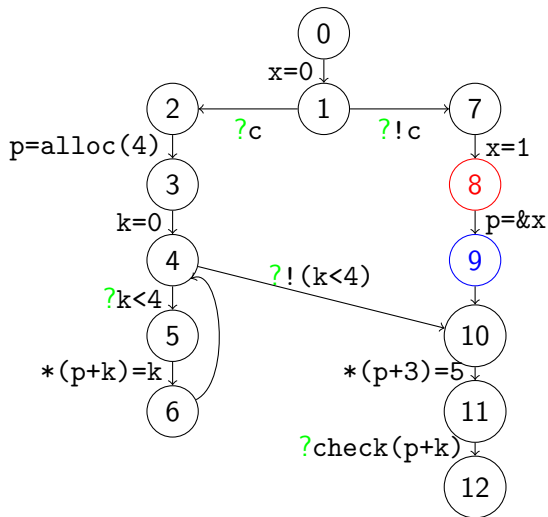 0
x=0
2 1 7
?c ?!c
p=alloc(4) x=1
3 8
k=0 p=&x
4 9
?!(k<4)
?k<4
5 10
*(p+k)=k *(p+3)=5
6 11
?check(p+k)
12